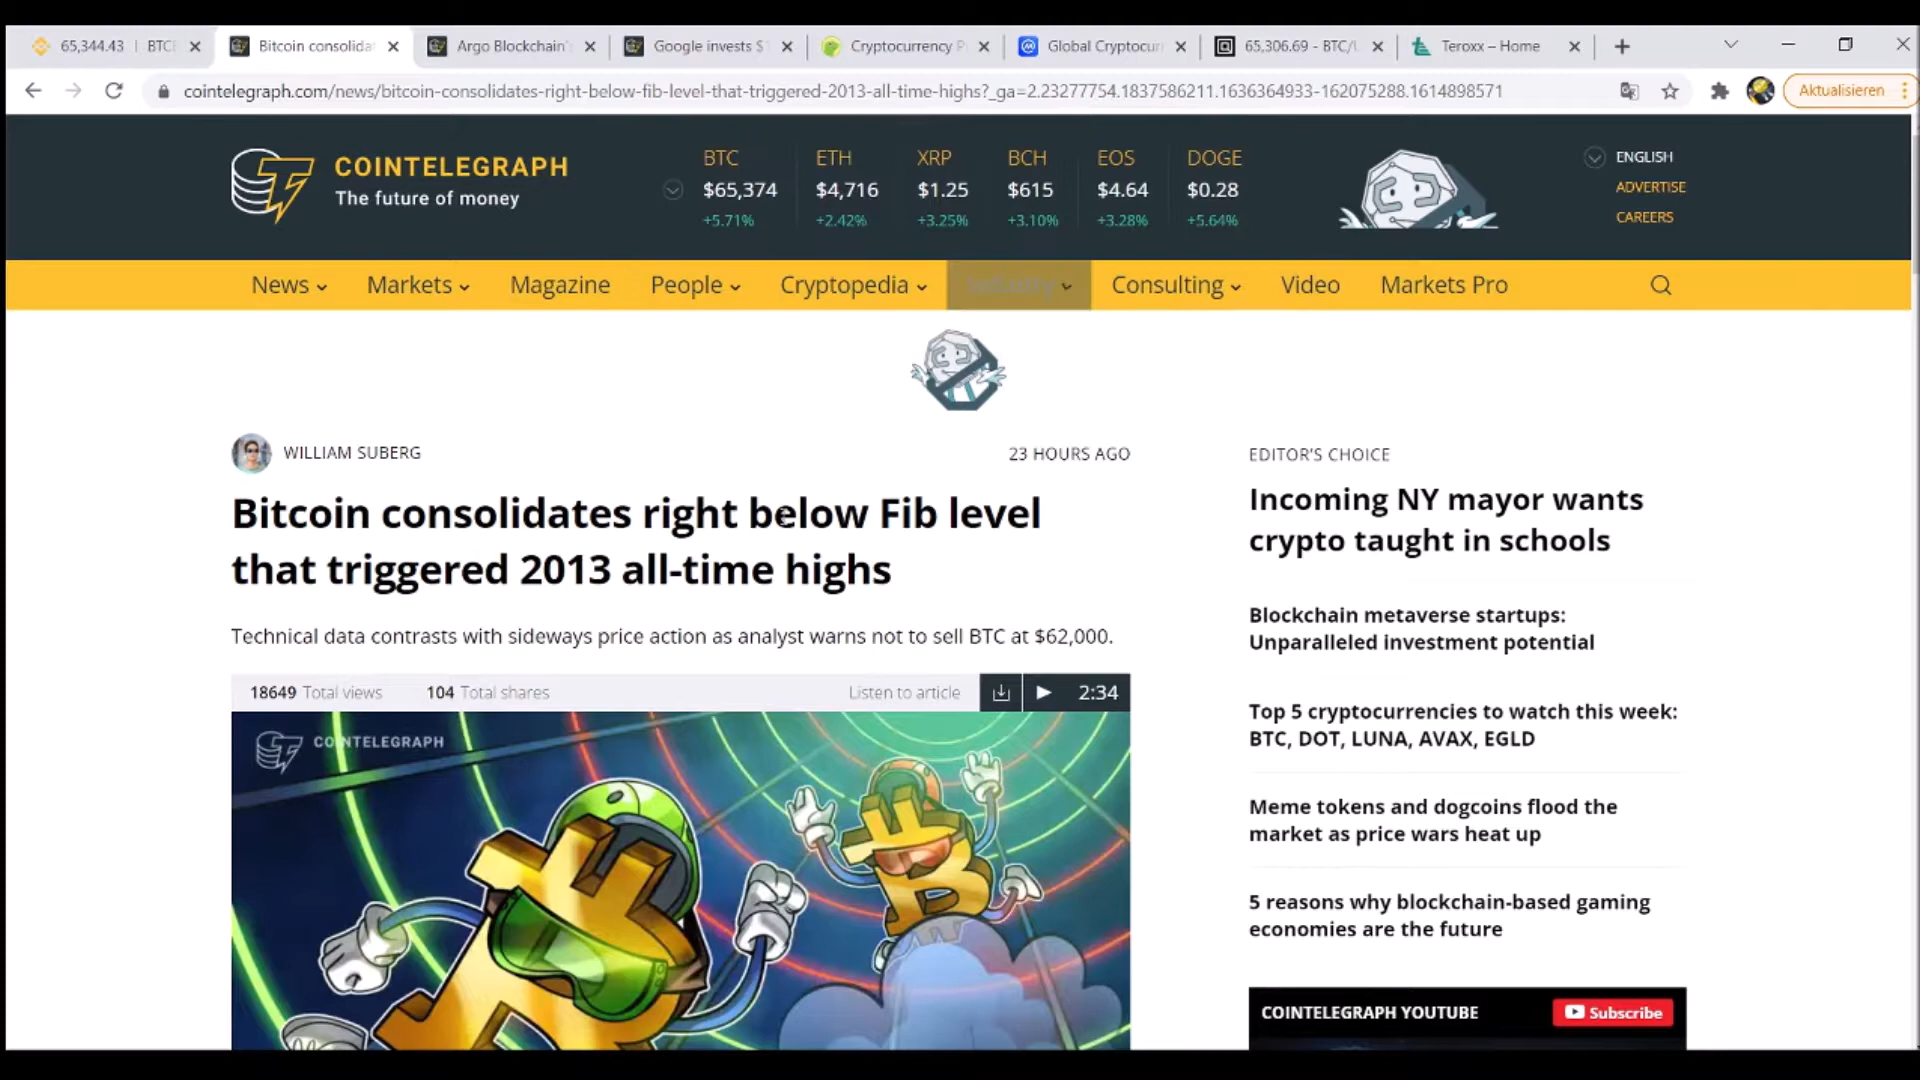 65,344.43 | BTC
Bitcoin consolida
Argo Blockchain'
Google invests $
Cryptocurrency P
Global Cryptocur
65,306.69 - BTC/
Teroxx – Home
cointelegraph.com/news/bitcoin-consolidates-right-below-fib-level-that-triggered-2013-all-time-highs?_ga=2.23277754.1837586211.1636364933-162075288.1614898571
Aktualisieren
COINTELEGRAPH
The future of money
BTC ETH XRP BCH EOS DOGE
$65,374 $4,716 $1.25 $615 $4.64 $0.28
+5.71% +2.42% +3.25% +3.10% +3.28% +5.64%
ENGLISH
ADVERTISE
CAREERS
News Markets Magazine People Cryptopedia Industry Consulting Video Markets Pro
WILLIAM SUBERG
23 HOURS AGO
Bitcoin consolidates right below Fib level
that triggered 2013 all-time highs
Technical data contrasts with sideways price action as analyst warns not to sell BTC at $62,000.
18649 Total views 104 Total shares
Listen to article
2:34
COINTELEGRAPH
EDITOR'S CHOICE
Incoming NY mayor wants
crypto taught in schools
Blockchain metaverse startups:
Unparalleled investment potential
Top 5 cryptocurrencies to watch this week:
BTC, DOT, LUNA, AVAX, EGLD
Meme tokens and dogcoins flood the
market as price wars heat up
5 reasons why blockchain-based gaming
economies are the future
COINTELEGRAPH YOUTUBE
Subscribe